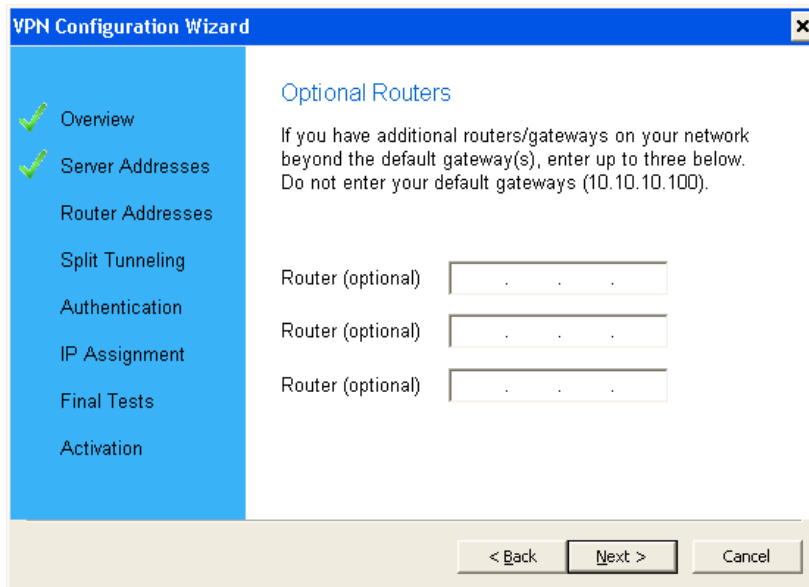 VPN Configuration Wizard
Overview
Server Addresses
Router Addresses
Split Tunneling
Authentication
IP Assignment
Final Tests
Activation
Optional Routers
If you have additional routers/gateways on your network
beyond the default gateway(s), enter up to three below.
Do not enter your default gateways (10.10.10.100).
Router (optional) . . .
Router (optional) . . .
Router (optional) . . .
< Back Next > Cancel